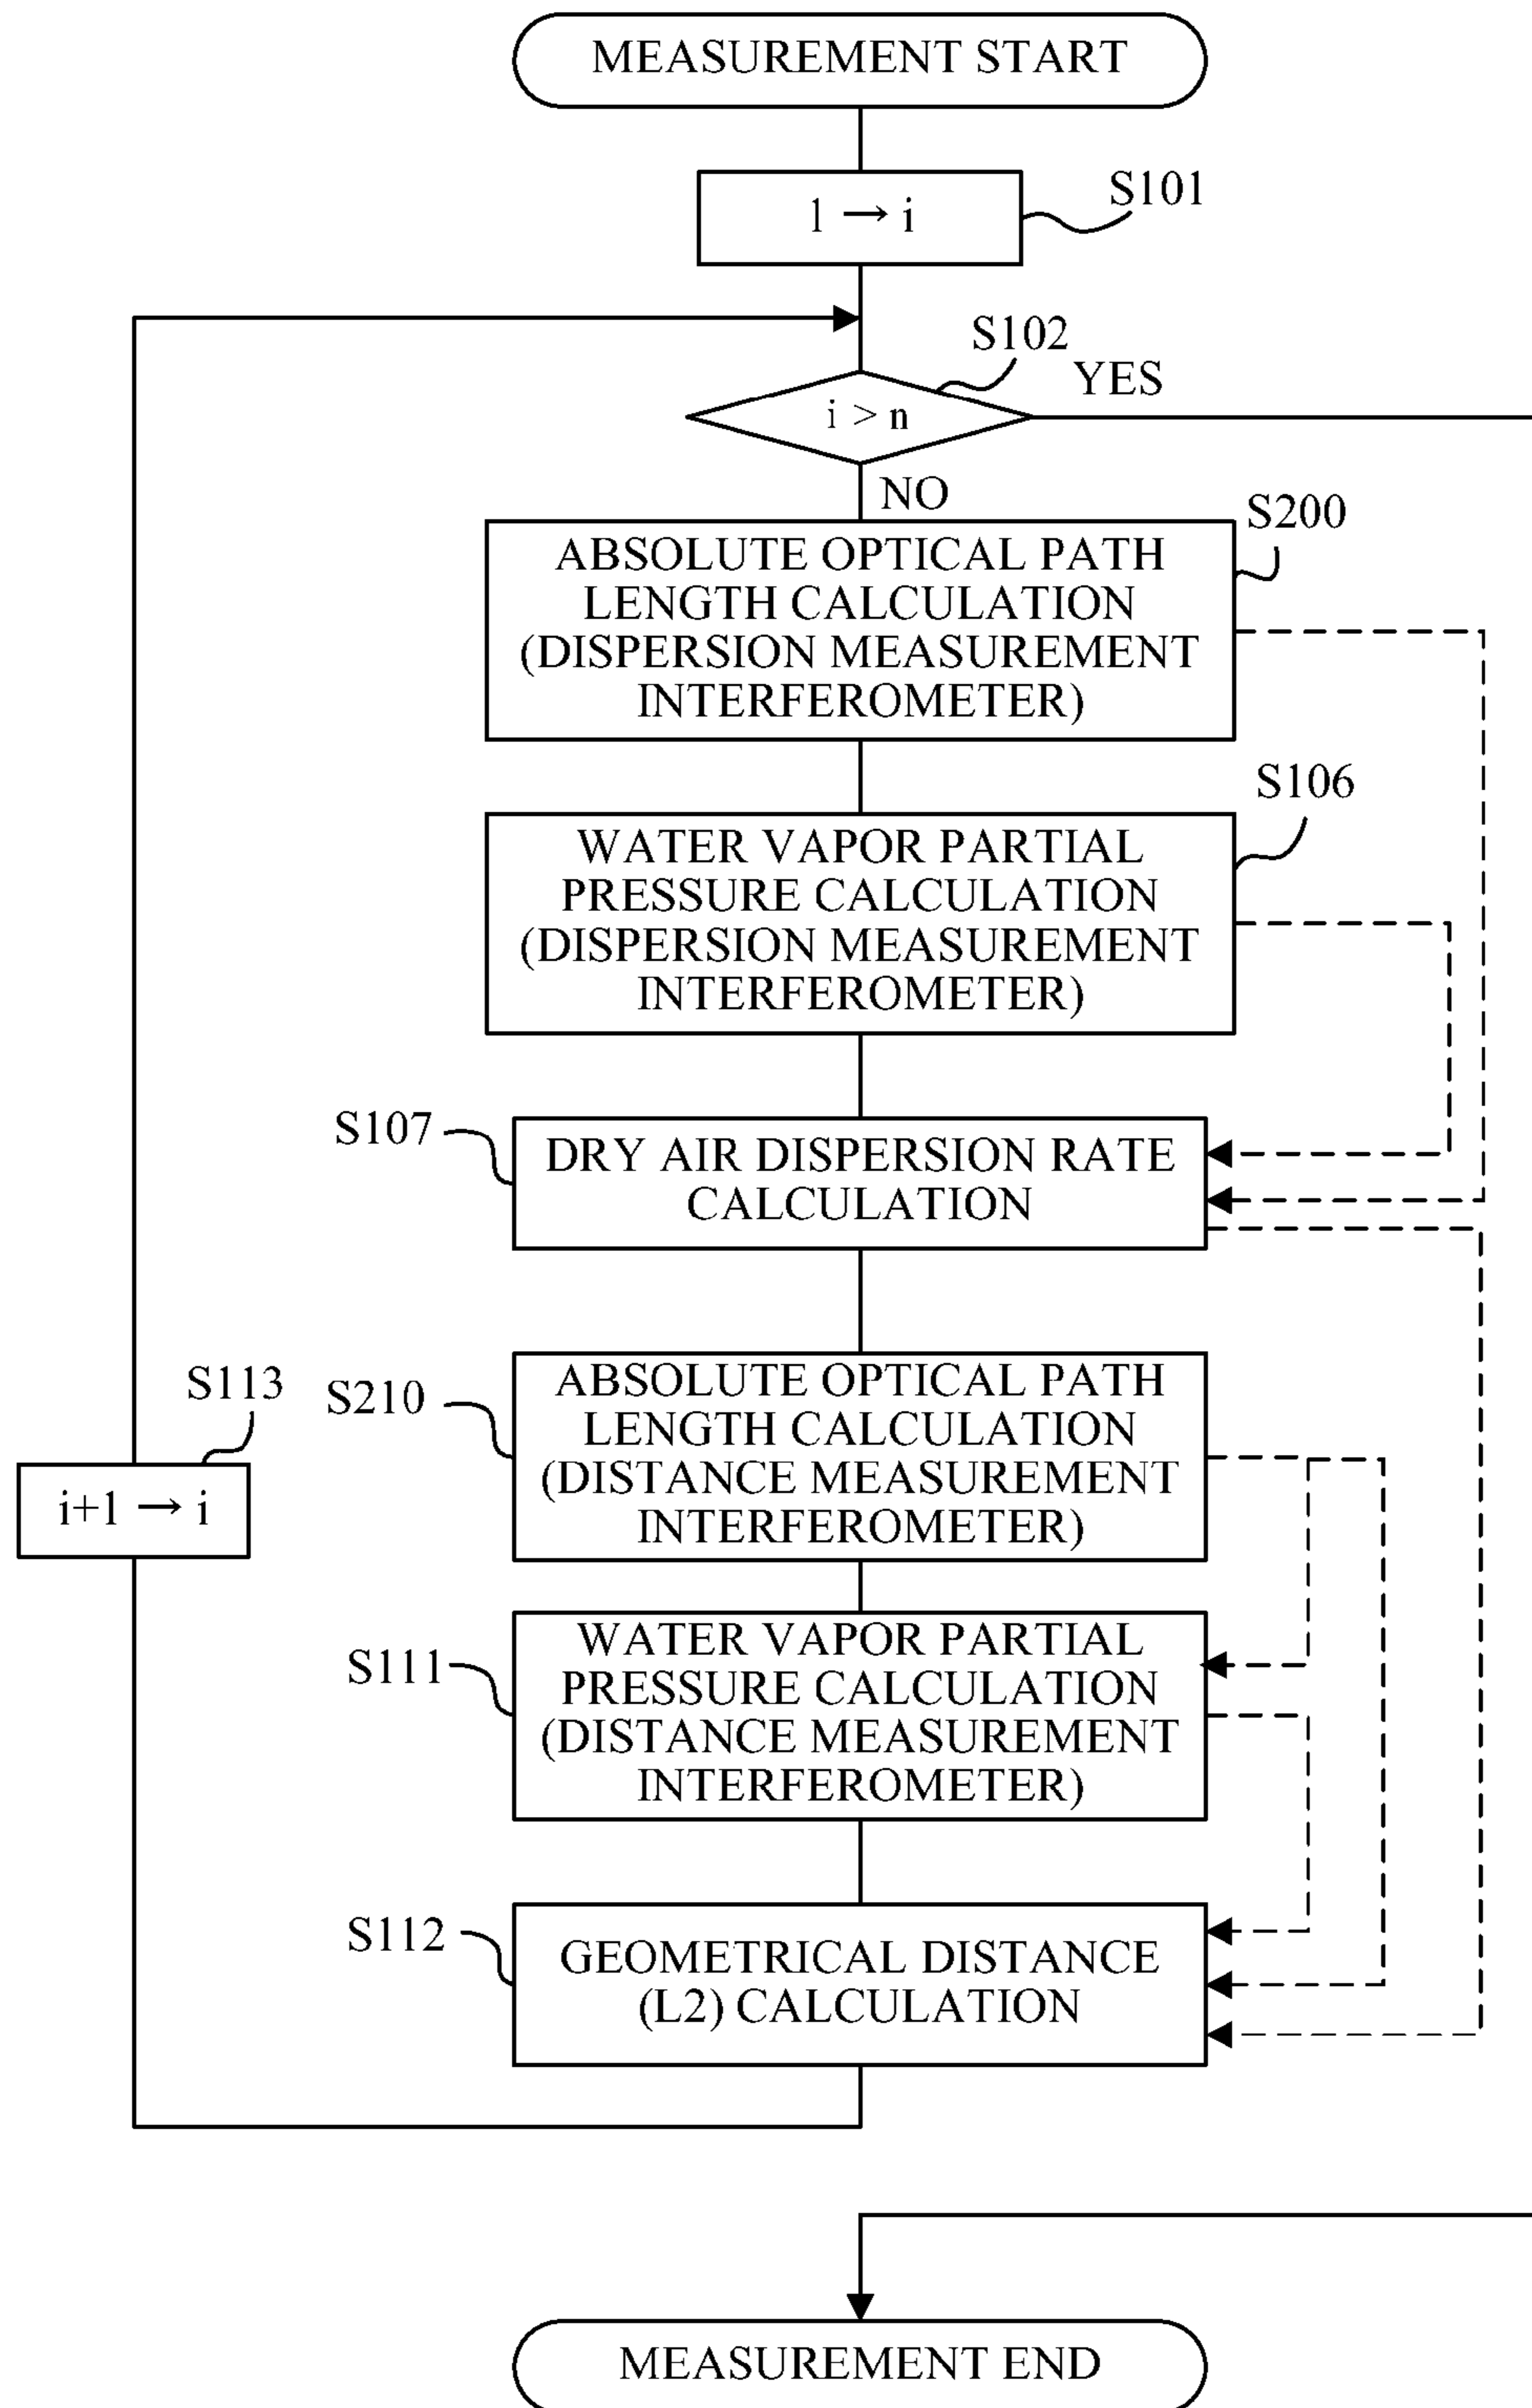 MEASUREMENT START
1 → i
S101
S102
YES
i > n
NO
S200
ABSOLUTE OPTICAL PATH
LENGTH CALCULATION
(DISPERSION MEASUREMENT
INTERFEROMETER)
S106
WATER VAPOR PARTIAL
PRESSURE CALCULATION
(DISPERSION MEASUREMENT
INTERFEROMETER)
S107
DRY AIR DISPERSION RATE
CALCULATION
S113
i+1 → i
S210
ABSOLUTE OPTICAL PATH
LENGTH CALCULATION
(DISTANCE MEASUREMENT
INTERFEROMETER)
S111
WATER VAPOR PARTIAL
PRESSURE CALCULATION
(DISTANCE MEASUREMENT
INTERFEROMETER)
S112
GEOMETRICAL DISTANCE
(L2) CALCULATION
MEASUREMENT END